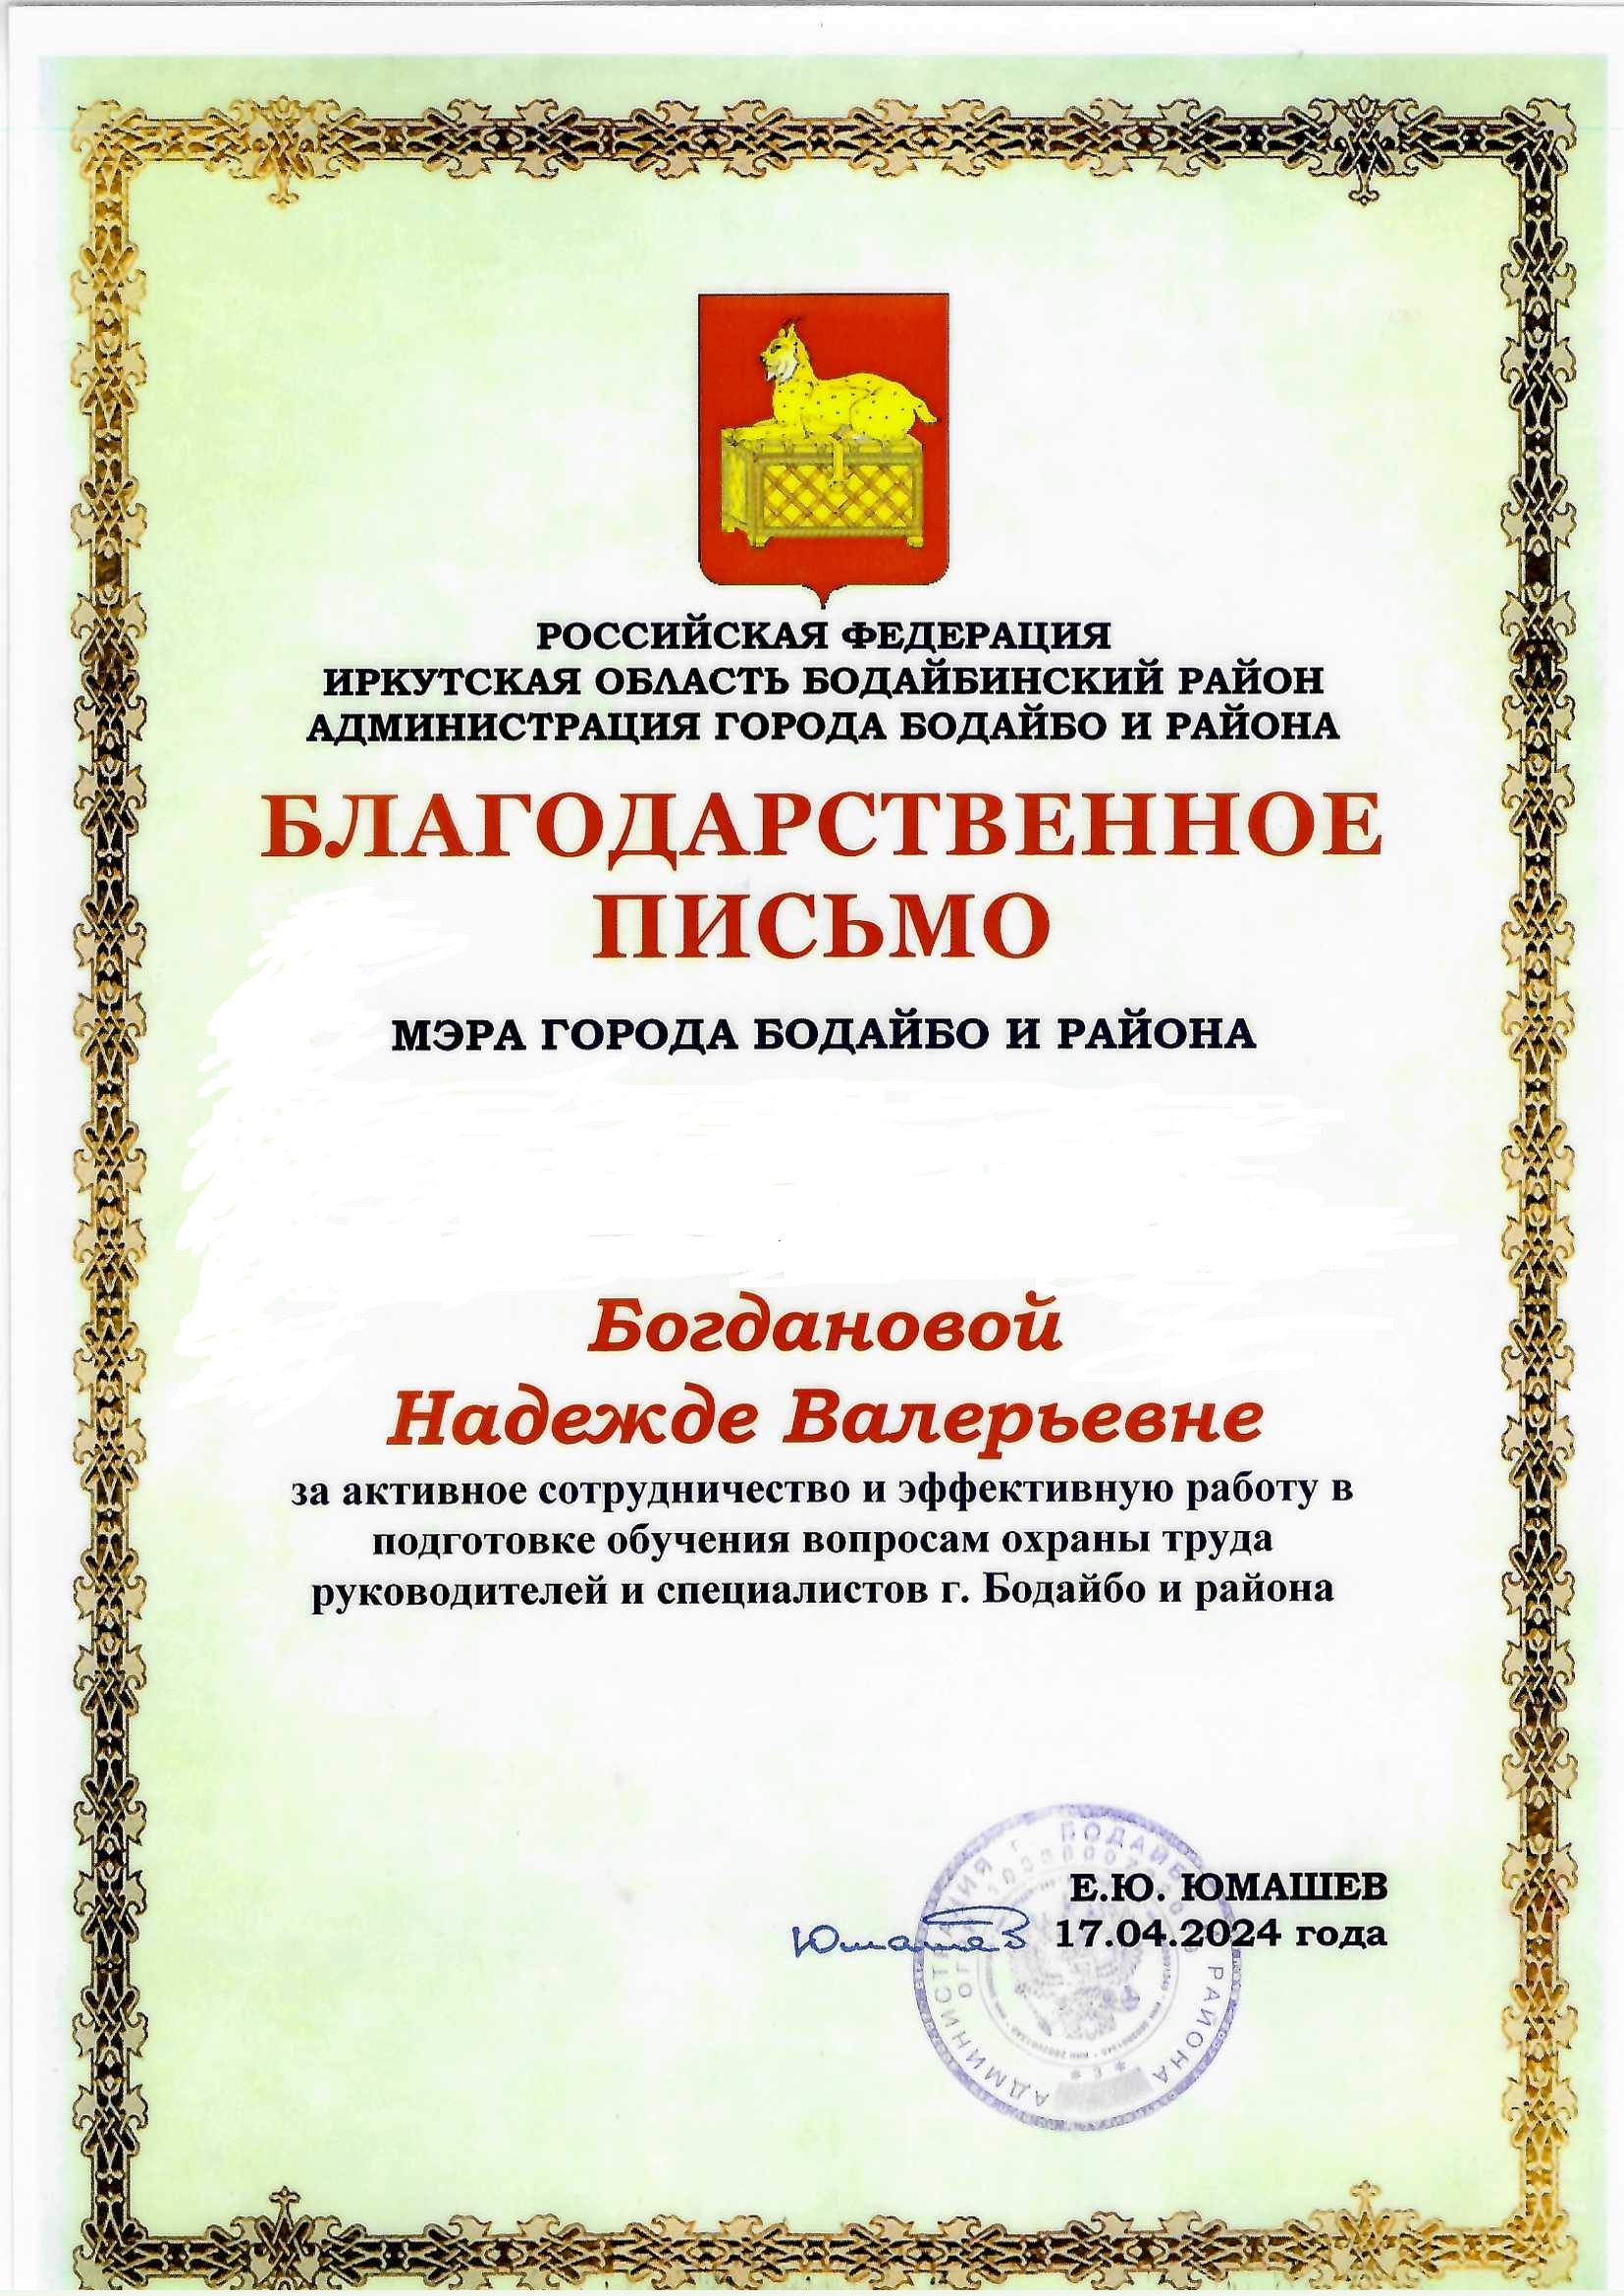 РОССИЙСКАЯ ФЕДЕРАЦИЯ
ИРКУТСКАЯ ОБЛАСТЬ БОДАЙБИНСКИЙ РАЙОН
АДМИНИСТРАЦИЯ ГОРОДА БОДАЙБО И РАЙОНА
БЛАГОДАРСТВЕННОЕ
ПИСЬМО
МЭРА ГОРОДА БОДАЙБО И РАЙОНА
Богдановой
Надежде Валерьевне
за активное сотрудничество и эффективную работу в
подготовке обучения вопросам охраны труда
руководителей и специалистов г. Бодайбо и района
Е.Ю. ЮМАШЕВ
Юмашев 17.04.2024 года
АДМИНИСТРАЦИЯ г. БОДАЙБО И РАЙОНА